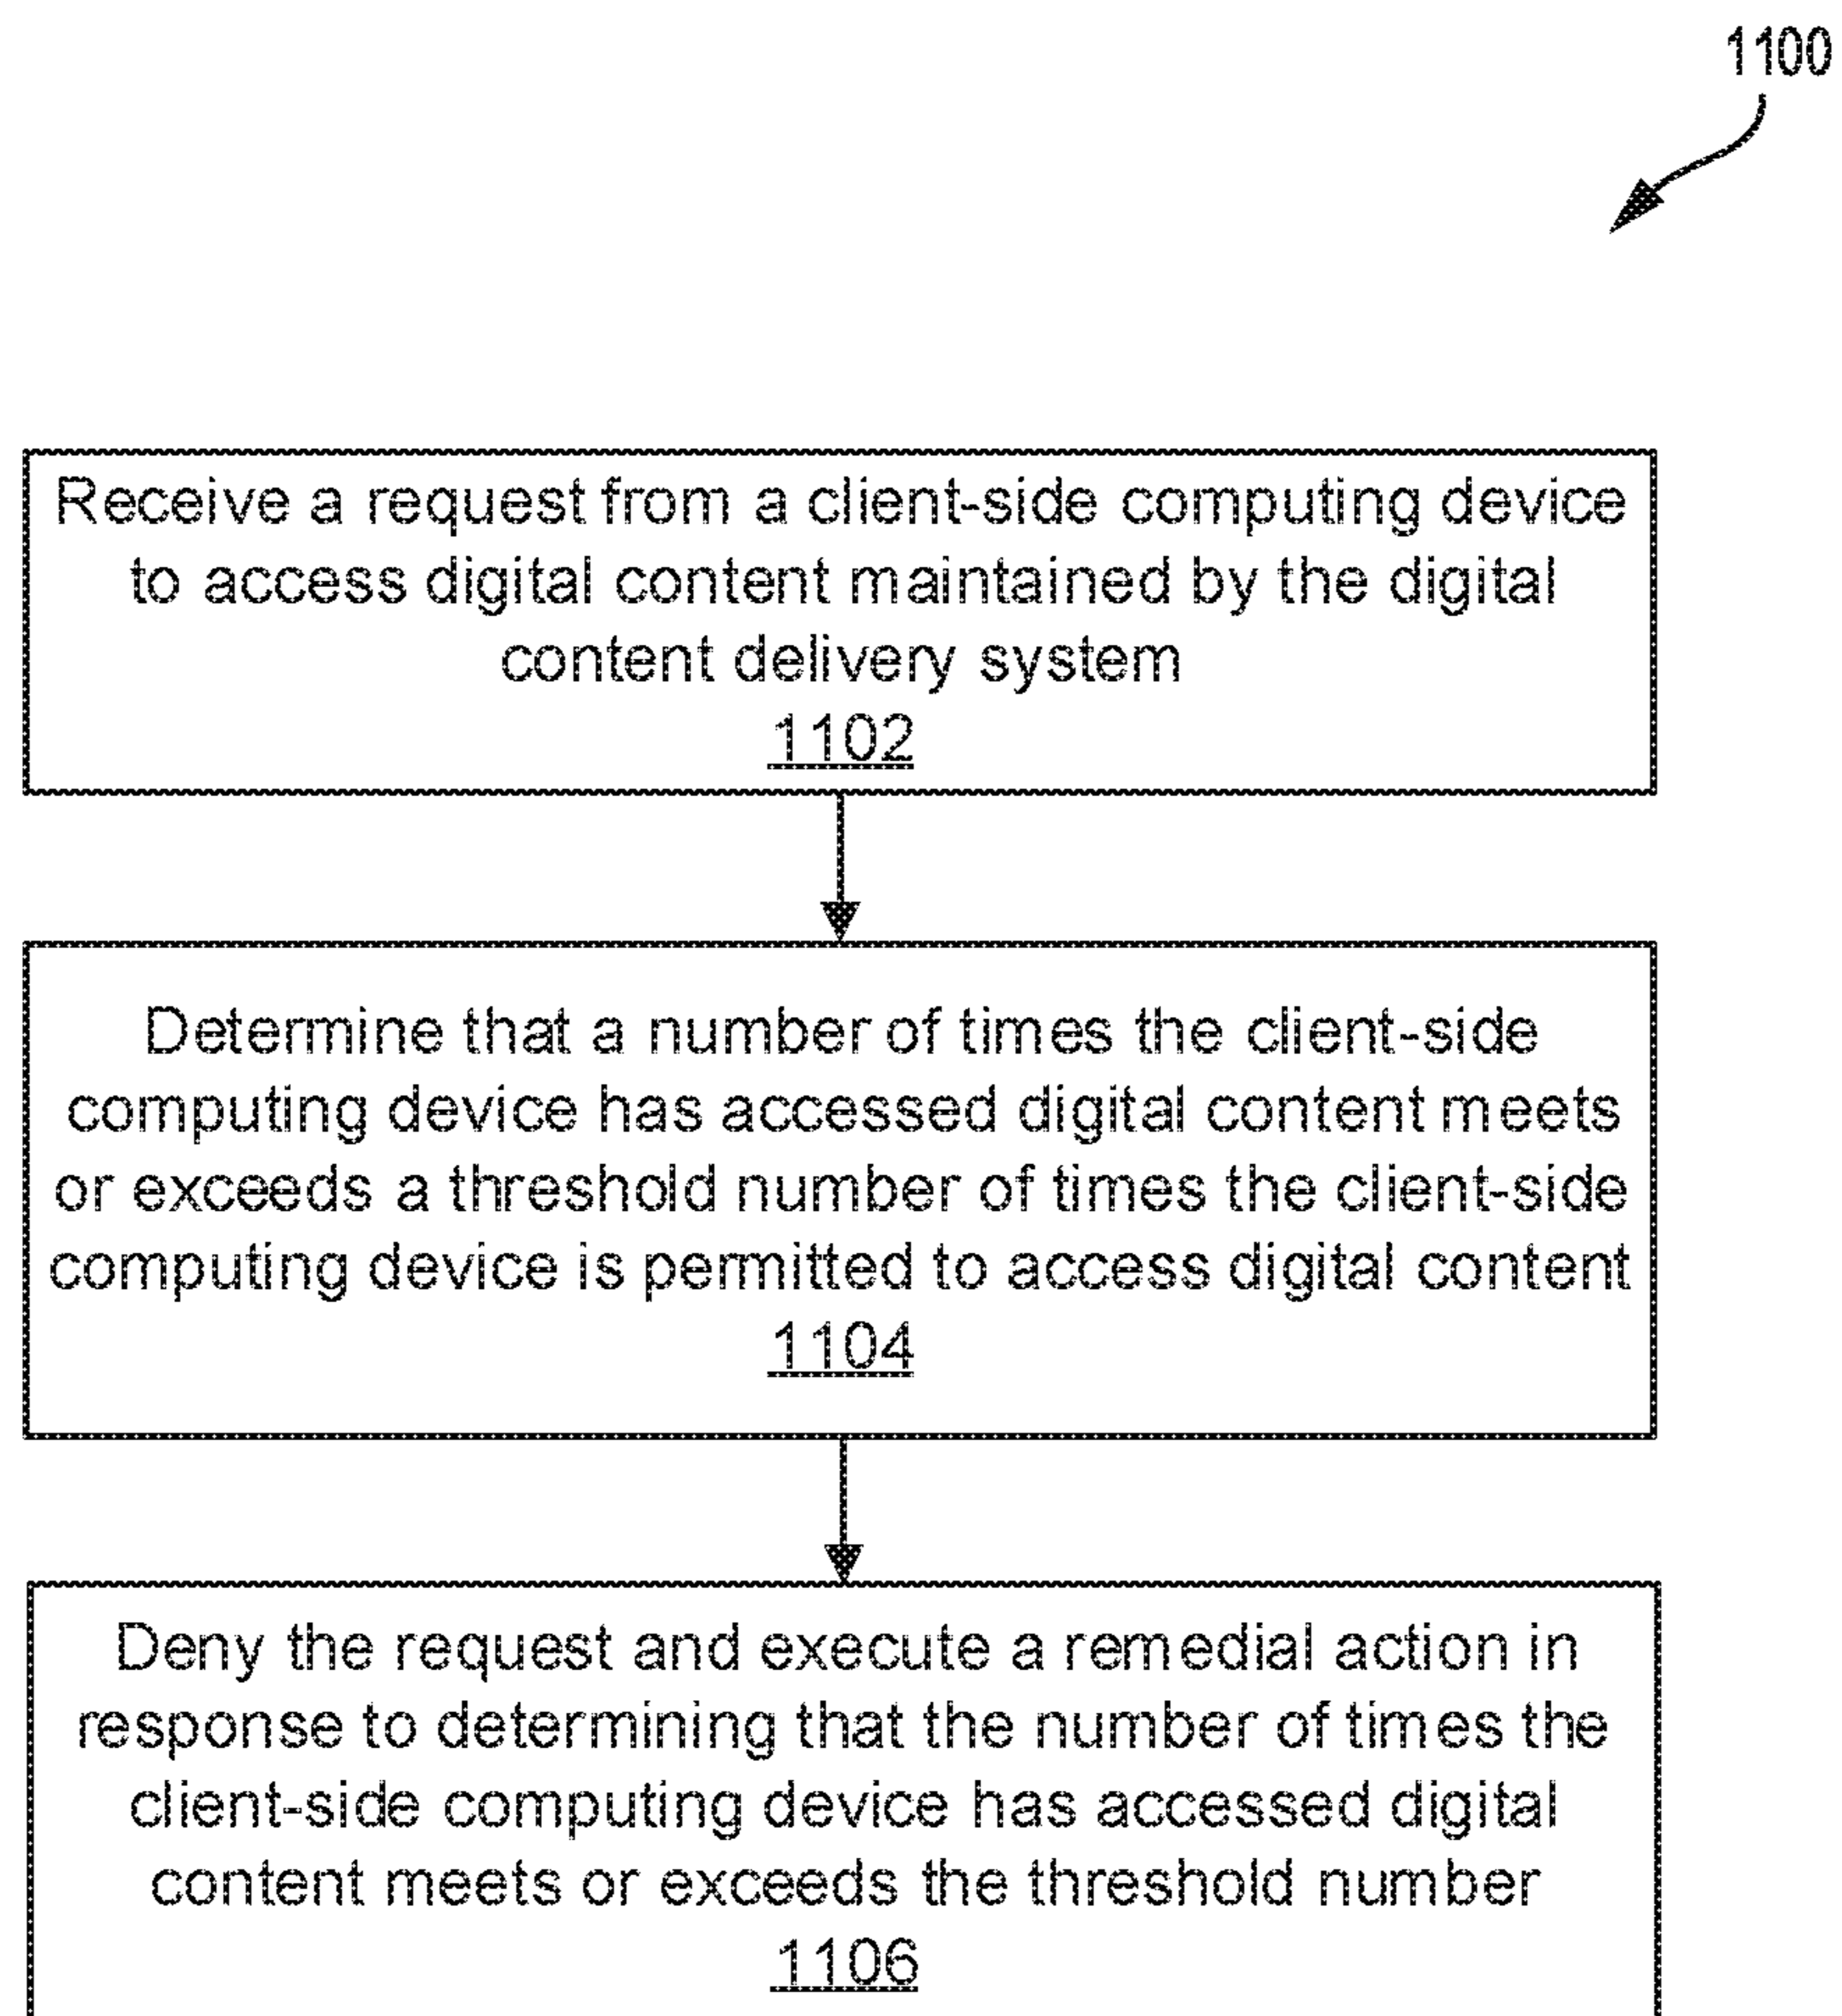 1100
Receive a request from a client-side computing device
to access digital content maintained by the digital
content delivery system
1102
Determine that a number of times the client-side
computing device has accessed digital content meets
or exceeds a threshold number of times the client-side
computing device is permitted to access digital content
1104
Deny the request and execute a remedial action in
response to determining that the number of times the
client-side computing device has accessed digital
content meets or exceeds the threshold number
1106